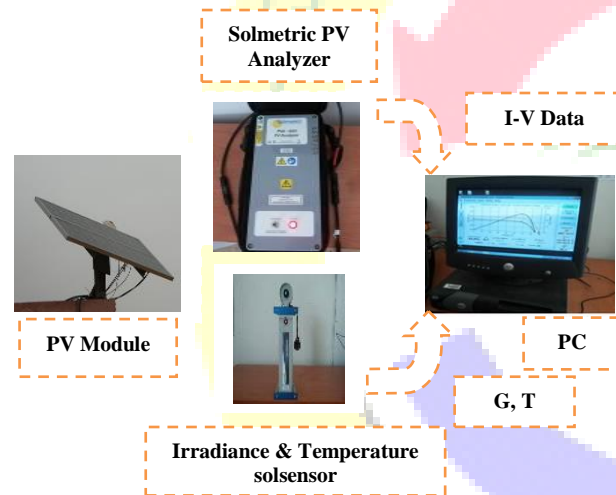 Solmetric PV
Analyzer
I-V Data
PV Module
PC
G, T
Irradiance & Temperature
solsensor